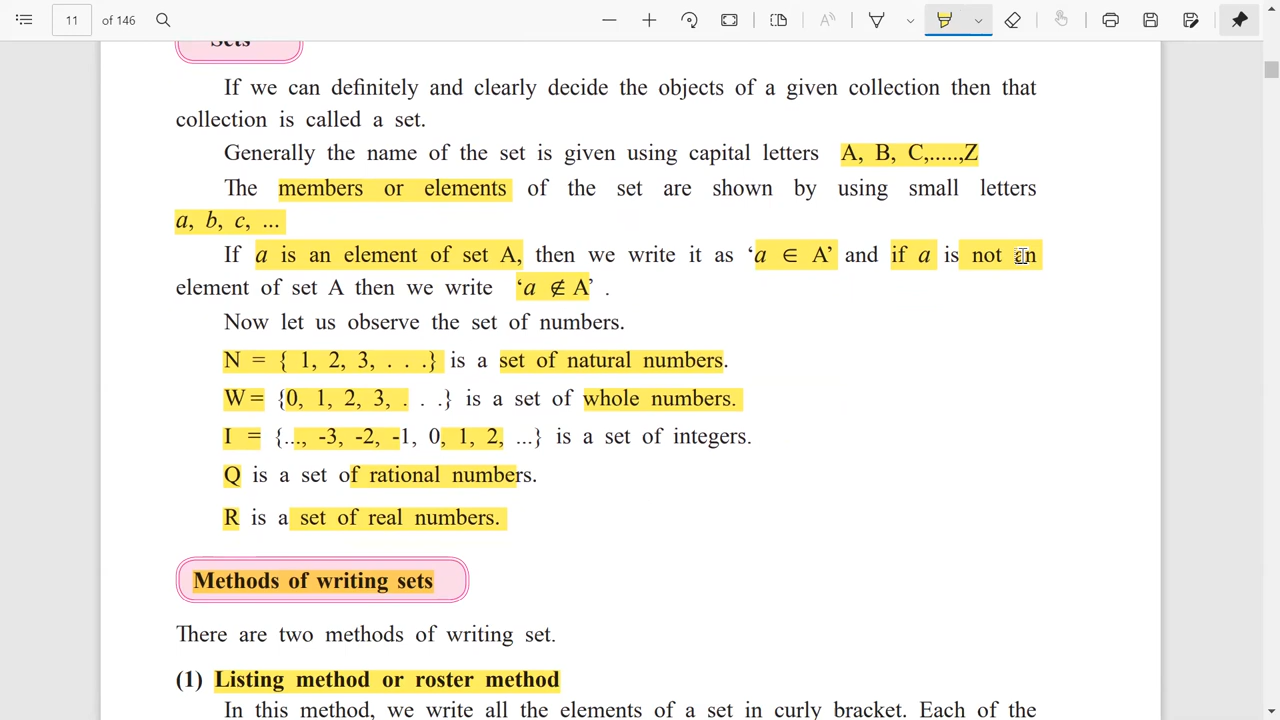 11 of 146
Sets
If we can definitely and clearly decide the objects of a given collection then that
collection is called a set.
Generally the name of the set is given using capital letters A, B, C,.....,Z
The members or elements of the set are shown by using small letters
a, b, c, ...
If a is an element of set A, then we write it as ‘a ∈ A’ and if a is not an
element of set A then we write ‘a ∉ A’ .
Now let us observe the set of numbers.
N = { 1, 2, 3, . . .} is a set of natural numbers.
W= {0, 1, 2, 3, . . .} is a set of whole numbers.
I = {..., -3, -2, -1, 0, 1, 2, ...} is a set of integers.
Q is a set of rational numbers.
R is a set of real numbers.
Methods of writing sets
There are two methods of writing set.
(1) Listing method or roster method
In this method, we write all the elements of a set in curly bracket. Each of the